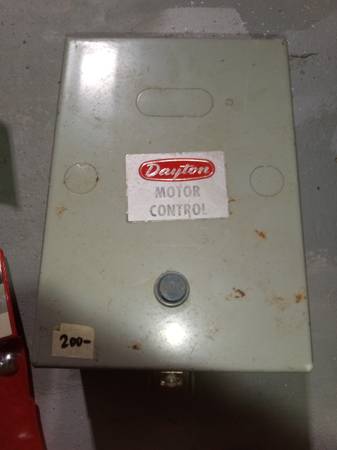 Dayton
MOTOR
CONTROL
200-